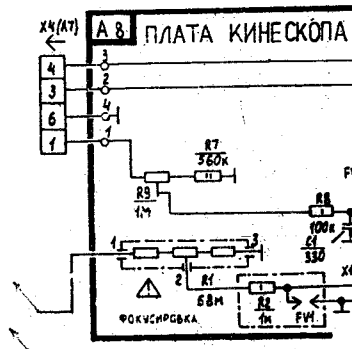 X4(A7)
A8 ПЛАТА КИНЕСКОПА
4 3
3 2
6 4
1 1
R7
560к
R9
1м
R8
100к
C1
330
1 3
2
R1
68м
R2
1м
FV1
X1
ФОКУСИРОВКА